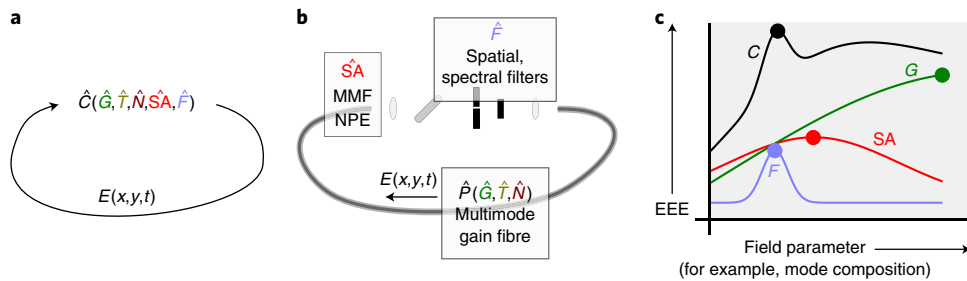 a
Ĉ(Ĝ,T̂,N̂,SÂ,F̂)
E(x,y,t)
b
SÂ
MMF
NPE
F̂
Spatial,
spectral filters
E(x,y,t)
P̂(Ĝ,T̂,N̂)
Multimode
gain fibre
c
C
G
SA
F
EEE
Field parameter
(for example, mode composition)